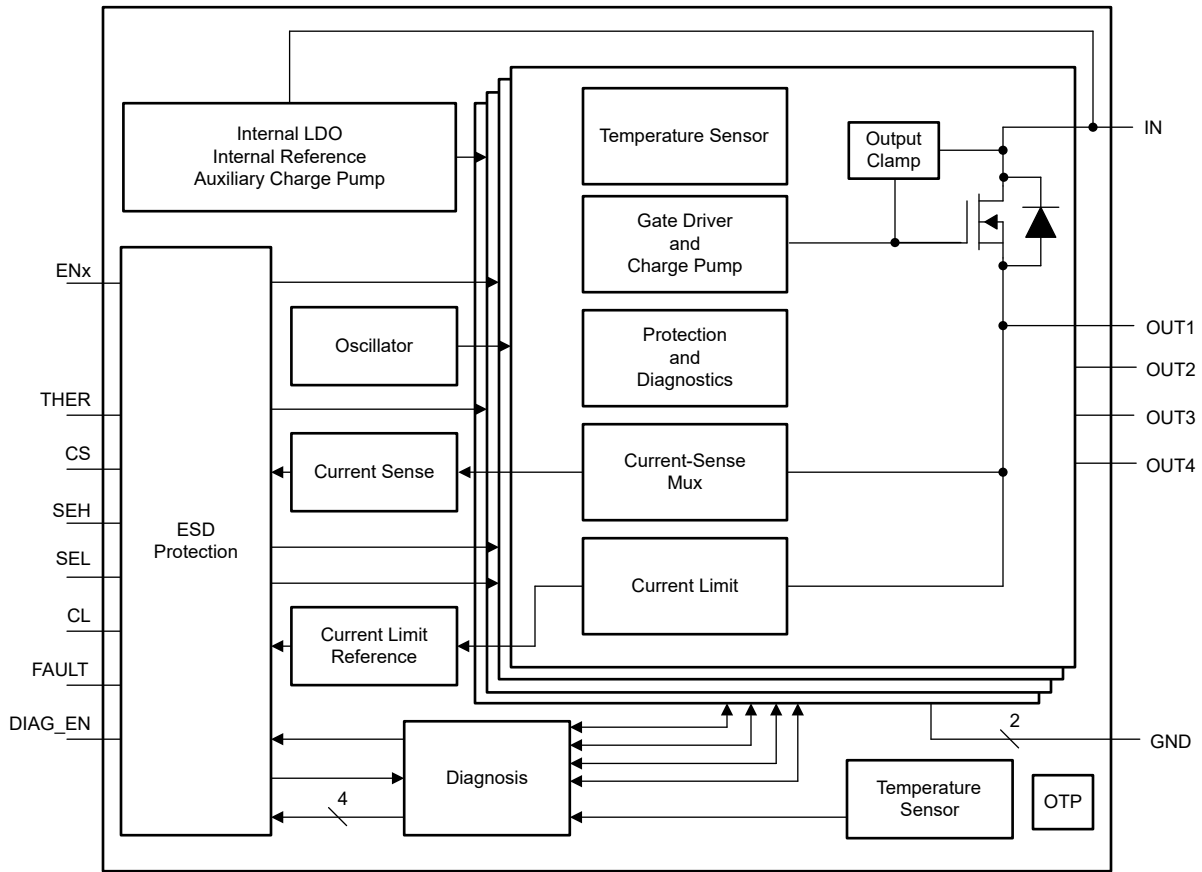 Internal LDO
Internal Reference
Auxiliary Charge Pump
Temperature Sensor
Output
Clamp
IN
Gate Driver
and
Charge Pump
ENx
Oscillator
Protection
and
Diagnostics
OUT1
OUT2
OUT3
OUT4
THER
CS
SEH
SEL
CL
FAULT
DIAG_EN
ESD
Protection
Current Sense
Current-Sense
Mux
Current Limit
Current Limit
Reference
Diagnosis
4
2
GND
Temperature
Sensor
OTP